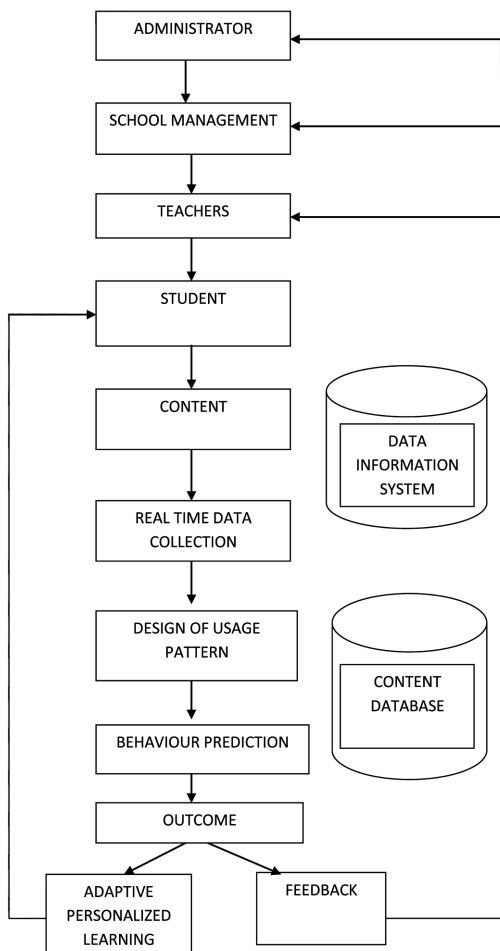 ADMINISTRATOR
SCHOOL MANAGEMENT
TEACHERS
STUDENT
CONTENT
DATA
INFORMATION
SYSTEM
REAL TIME DATA
COLLECTION
DESIGN OF USAGE
PATTERN
CONTENT
DATABASE
BEHAVIOUR PREDICTION
OUTCOME
ADAPTIVE
PERSONALIZED
LEARNING
FEEDBACK